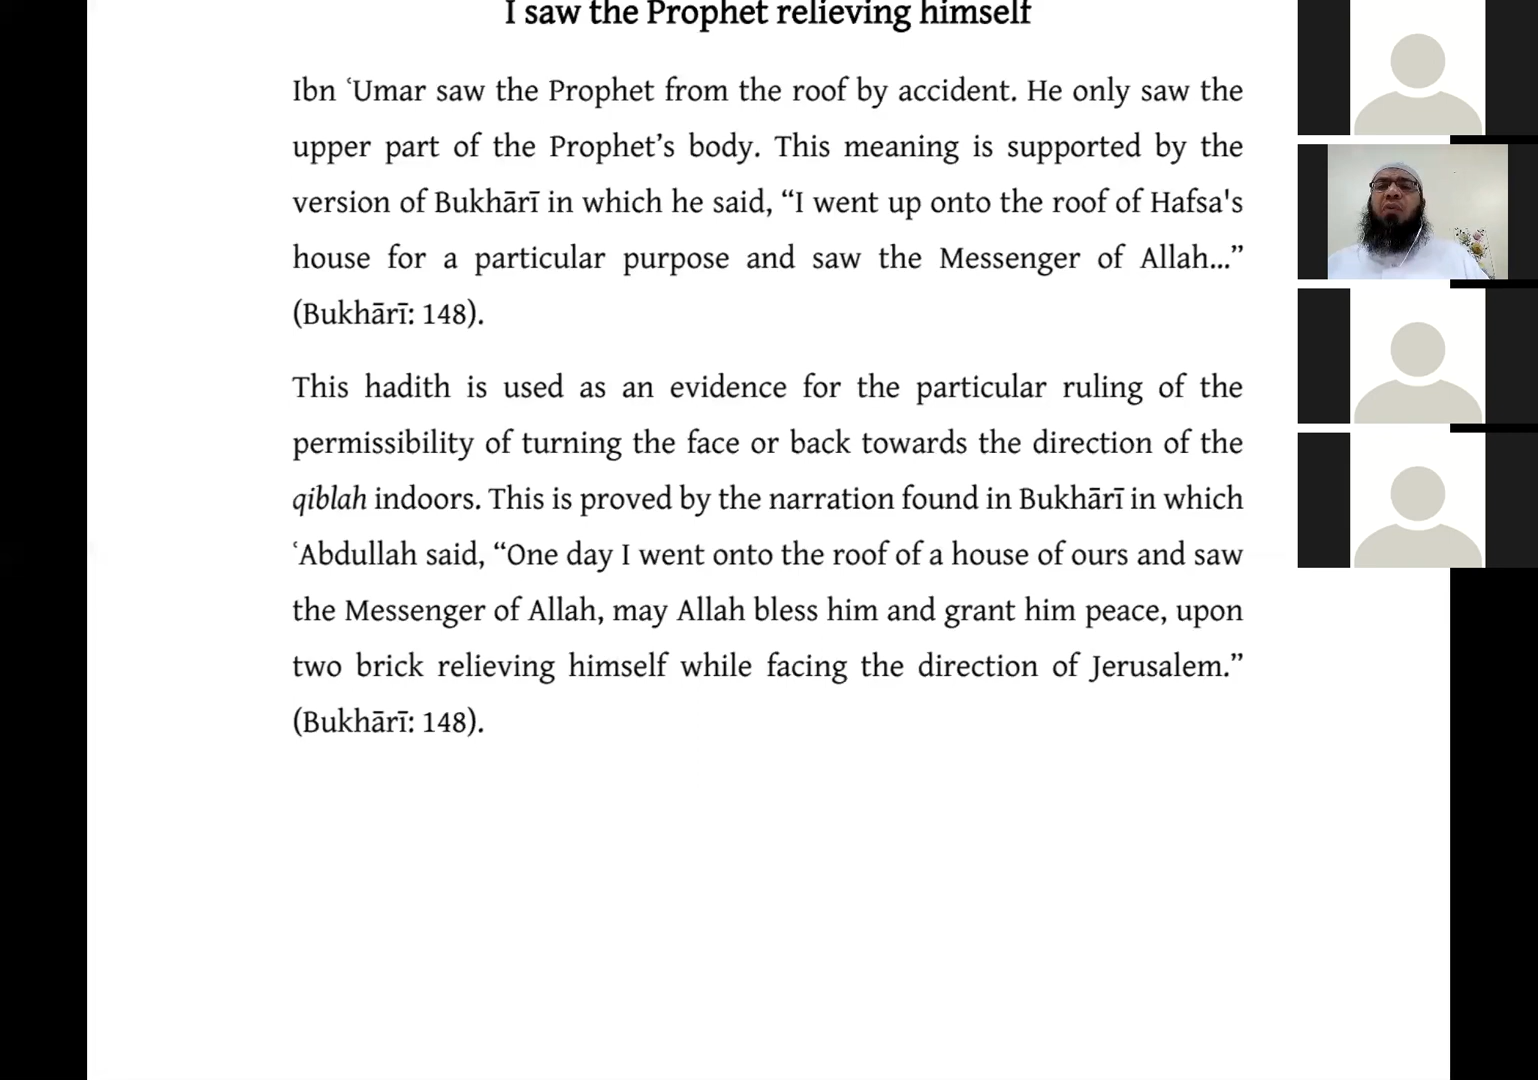 I saw the Prophet relieving himself
Ibn ʿUmar saw the Prophet from the roof by accident. He only saw the
upper part of the Prophet’s body. This meaning is supported by the
version of Bukhārī in which he said, “I went up onto the roof of Hafsa's
house for a particular purpose and saw the Messenger of Allah...”
(Bukhārī: 148).
This hadith is used as an evidence for the particular ruling of the
permissibility of turning the face or back towards the direction of the
qiblah indoors. This is proved by the narration found in Bukhārī in which
ʿAbdullah said, “One day I went onto the roof of a house of ours and saw
the Messenger of Allah, may Allah bless him and grant him peace, upon
two brick relieving himself while facing the direction of Jerusalem.”
(Bukhārī: 148).